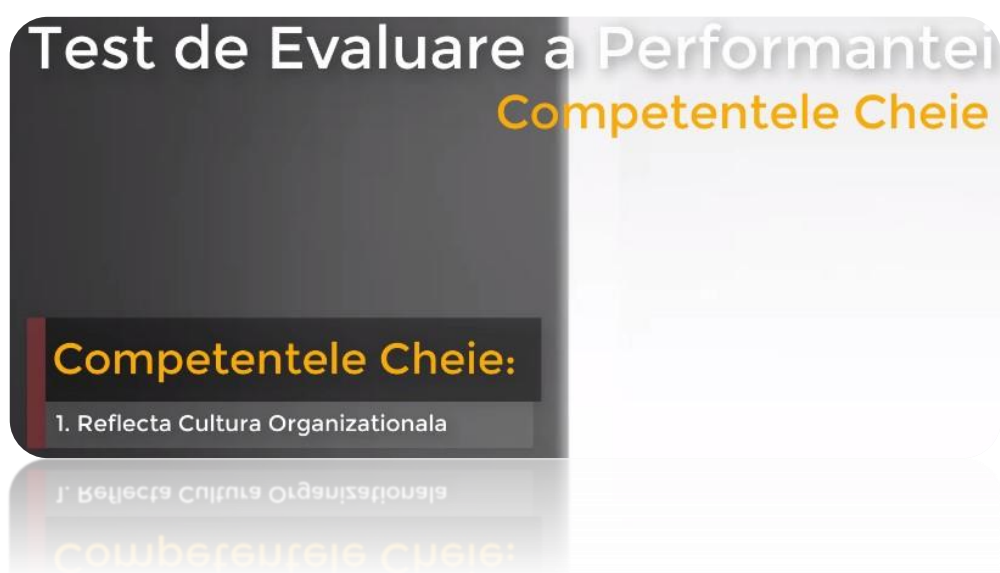 Test de Evaluare a Performantei
Competentele Cheie
Competentele Cheie:
1. Reflecta Cultura Organizationala